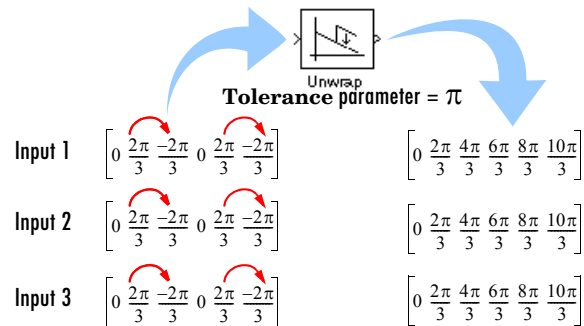 Unwrap
Tolerance parameter = π
Input 1 [0 2π/3 −2π/3 0 2π/3 −2π/3] [0 2π/3 4π/3 6π/3 8π/3 10π/3]
Input 2 [0 2π/3 −2π/3 0 2π/3 −2π/3] [0 2π/3 4π/3 6π/3 8π/3 10π/3]
Input 3 [0 2π/3 −2π/3 0 2π/3 −2π/3] [0 2π/3 4π/3 6π/3 8π/3 10π/3]